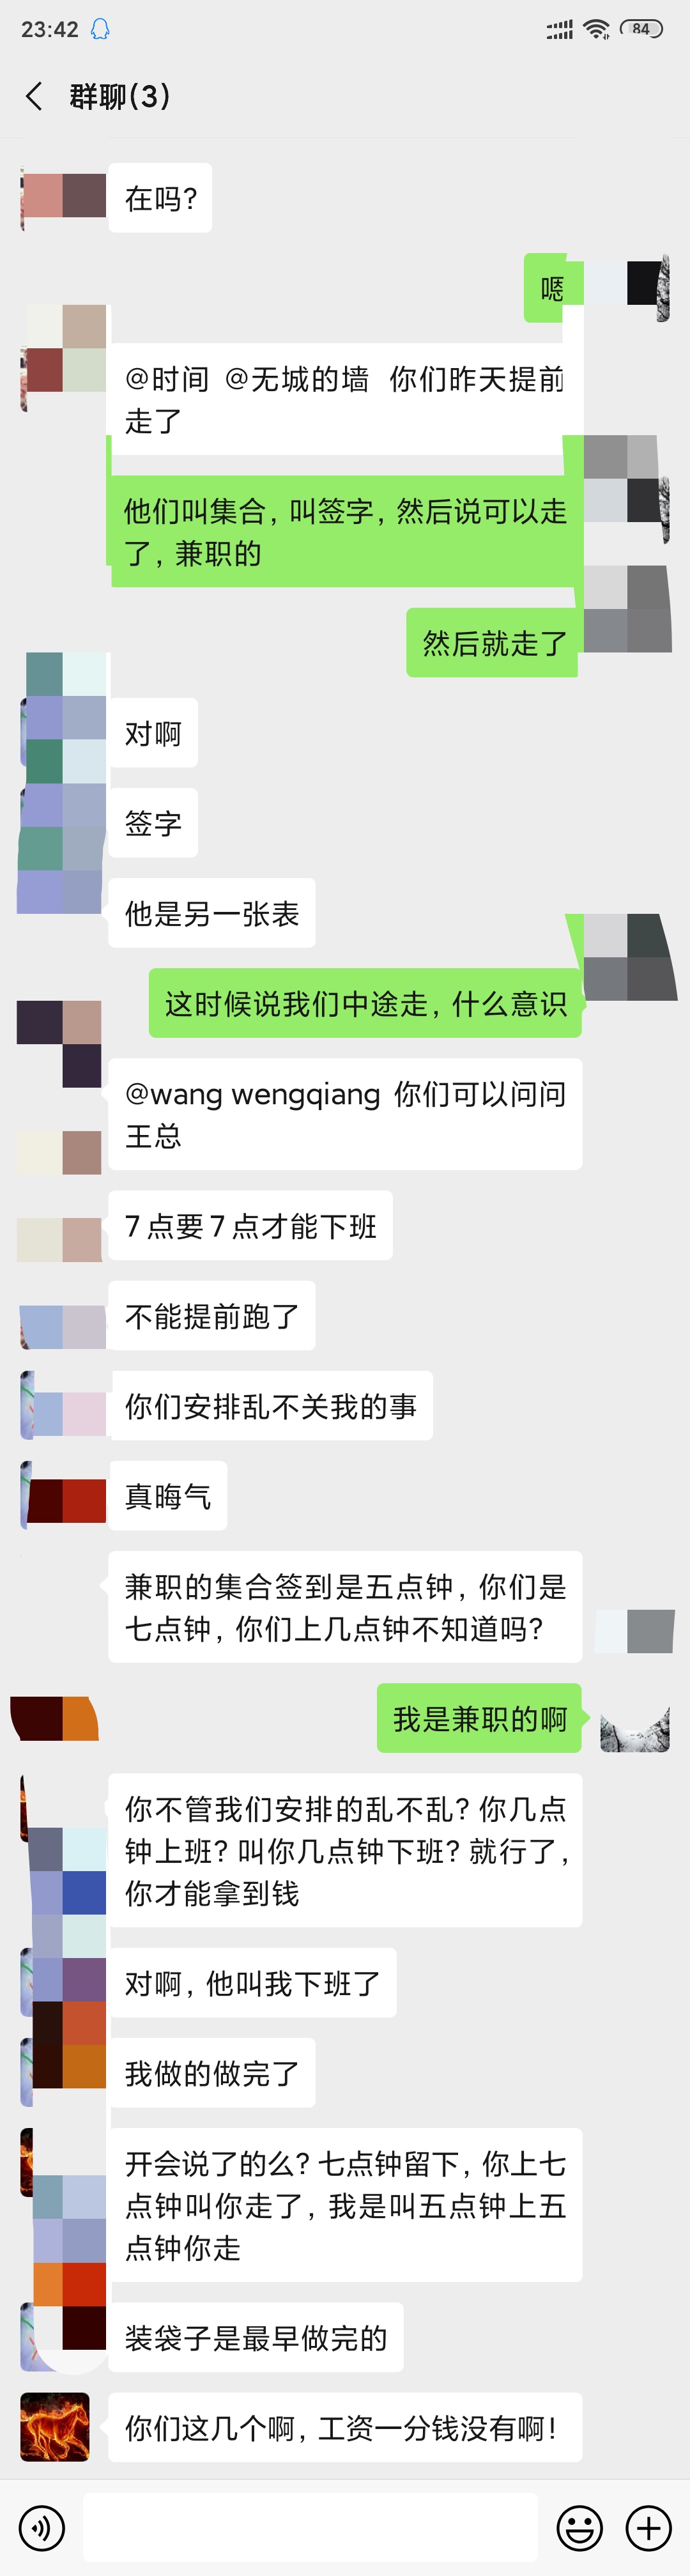 23:42
84
群聊(3)
在吗?
嗯
@时间 @无城的墙 你们昨天提前
走了
他们叫集合, 叫签字, 然后说可以走
了, 兼职的
然后就走了
对啊
签字
他是另一张表
这时候说我们中途走, 什么意识
@wang wengqiang 你们可以问问
王总
7点要7点才能下班
不能提前跑了
你们安排乱不关我的事
真晦气
兼职的集合签到是五点钟, 你们是
七点钟, 你们上几点钟不知道吗?
我是兼职的啊
你不管我们安排的乱不乱? 你几点
钟上班? 叫你几点钟下班? 就行了,
你才能拿到钱
对啊, 他叫我下班了
我做的做完了
开会说了的么? 七点钟留下, 你上七
点钟叫你走了, 我是叫五点钟上五
点钟你走
装袋子是最早做完的
你们这几个啊, 工资一分钱没有啊!